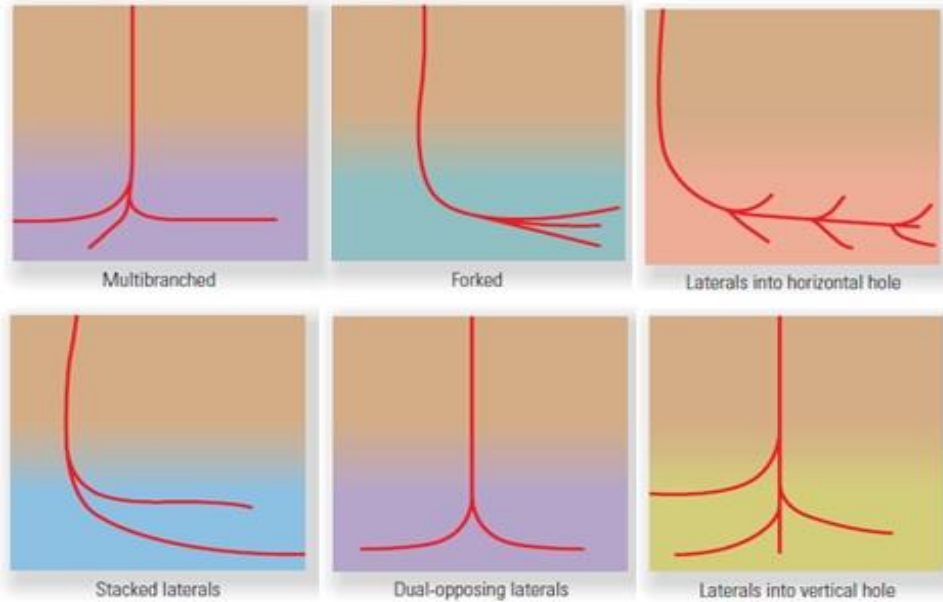 Multibranched
Forked
Laterals into horizontal hole
Stacked laterals
Dual-opposing laterals
Laterals into vertical hole